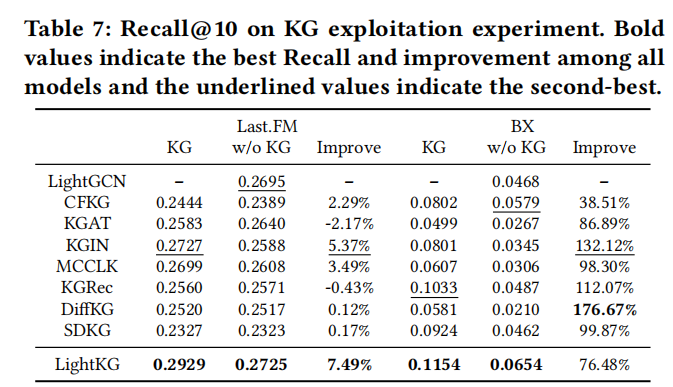 Table 7: Recall@10 on KG exploitation experiment. Bold
values indicate the best Recall and improvement among all
models and the underlined values indicate the second-best.
Last.FM BX
KG w/o KG Improve KG w/o KG Improve
LightGCN – 0.2695 – – 0.0468 –
CFKG 0.2444 0.2389 2.29% 0.0802 0.0579 38.51%
KGAT 0.2583 0.2640 -2.17% 0.0499 0.0267 86.89%
KGIN 0.2727 0.2588 5.37% 0.0801 0.0345 132.12%
MCCLK 0.2699 0.2608 3.49% 0.0607 0.0306 98.30%
KGRec 0.2560 0.2571 -0.43% 0.1033 0.0487 112.07%
DiffKG 0.2520 0.2517 0.12% 0.0581 0.0210 176.67%
SDKG 0.2327 0.2323 0.17% 0.0924 0.0462 99.87%
LightKG 0.2929 0.2725 7.49% 0.1154 0.0654 76.48%